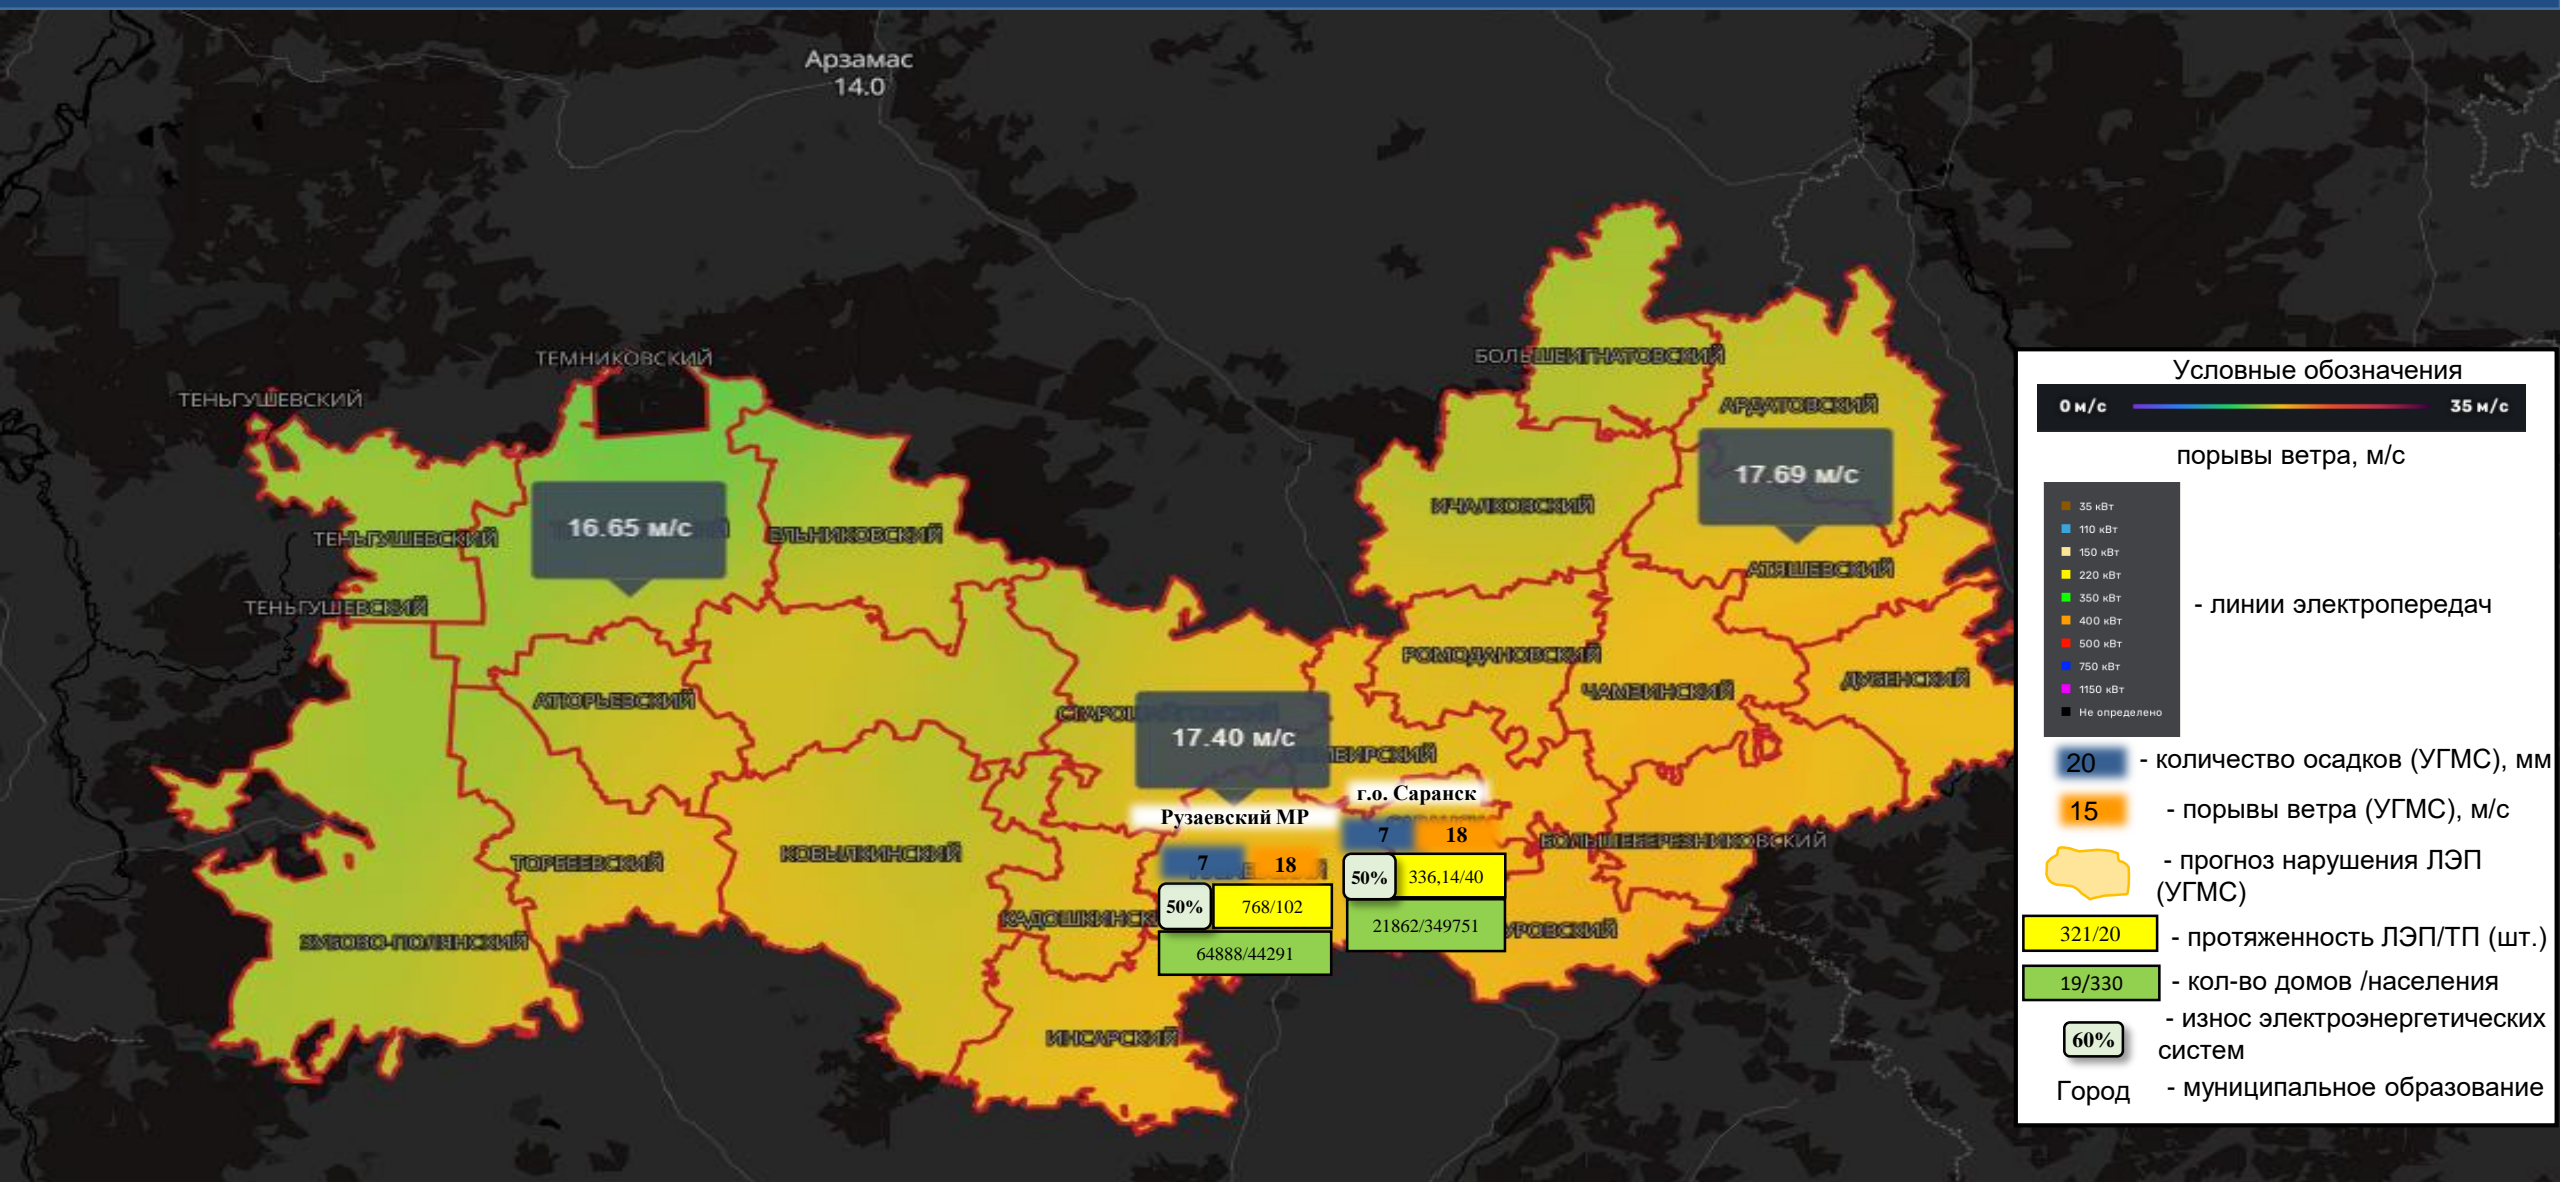 Арзамас
14.0
ТЕМНИКОВСКИЙ
ТЕНЬГУШЕВСКИЙ
БОЛЬШЕИГНАТОВСКИЙ
АРДАТОВСКИЙ
17.69 м/с
ИЧАЛКОВСКИЙ
16.65 м/с
ТЕНЬГУШЕВСКИЙ
ЕЛЬНИКОВСКИЙ
АТЯШЕВСКИЙ
ТЕНЬГУШЕВСКИЙ
РОМОДАНОВСКИЙ
ДУБЕНСКИЙ
ЧАМЗИНСКИЙ
АТЮРЬЕВСКИЙ
17.40 м/с
г.о. Саранск
7 18
50% 336,14/40
21862/349751
Рузаевский МР
7 18
50% 768/102
64888/44291
БОЛЬШЕБЕРЕЗНИКОВСКИЙ
КОВЫЛКИНСКИЙ
ТОРБЕЕВСКИЙ
КАДОШКИНСК
УРОВСКИЙ
ЗУБОВО-ПОЛЯНСКИЙ
ИНСАРСКИЙ
Условные обозначения
0 м/с 35 м/с
порывы ветра, м/с
35 кВт
110 кВт
150 кВт
220 кВт
350 кВт
400 кВт
500 кВт
750 кВт
1150 кВт
Не определено
- линии электропередач
20 - количество осадков (УГМС), мм
15 - порывы ветра (УГМС), м/с
- прогноз нарушения ЛЭП
(УГМС)
321/20 - протяженность ЛЭП/ТП (шт.)
19/330 - кол-во домов /населения
60% - износ электроэнергетических
систем
Город - муниципальное образование